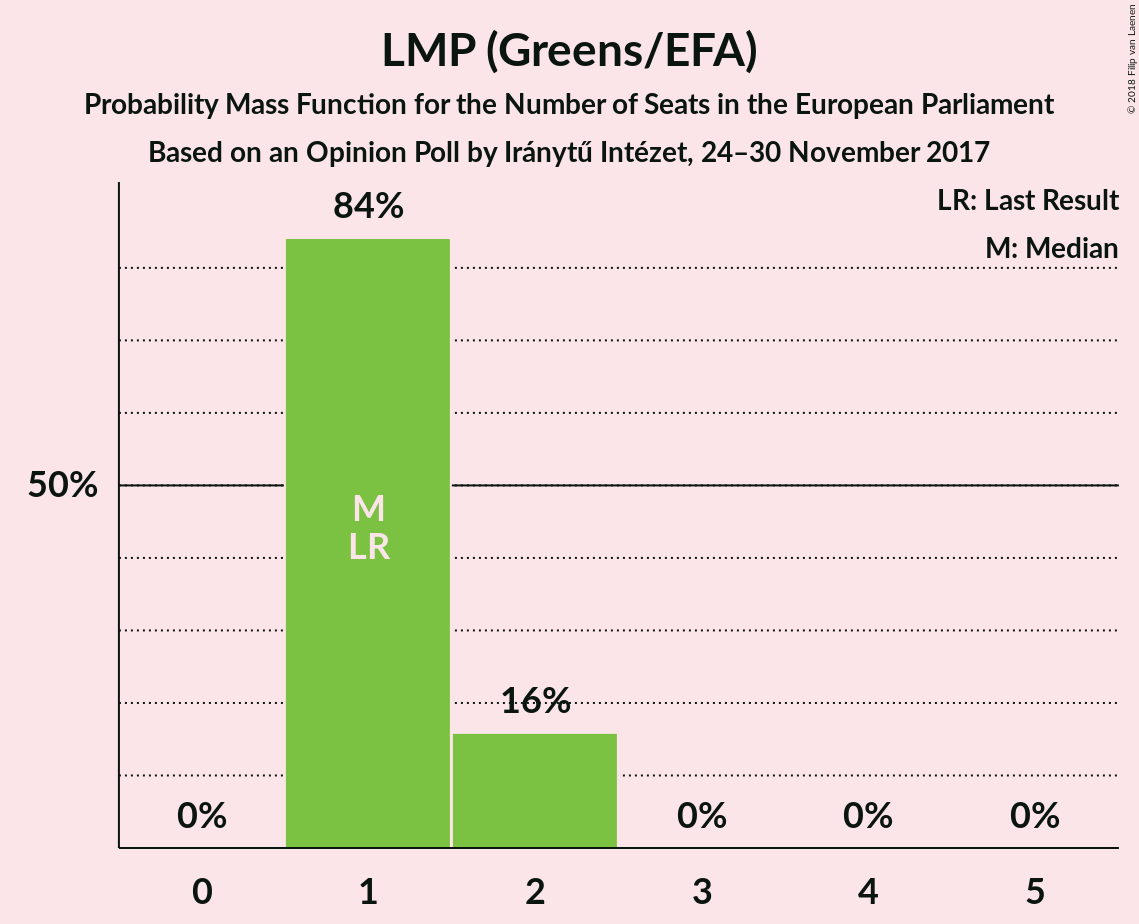 LMP (Greens/EFA)
Probability Mass Function for the Number of Seats in the European Parliament
Based on an Opinion Poll by Iránytű Intézet, 24–30 November 2017
© 2018 Filip van Laenen
LR: Last Result
M: Median
84%
50%
M
LR
16%
0%
0%
0%
0%
0
1
2
3
4
5